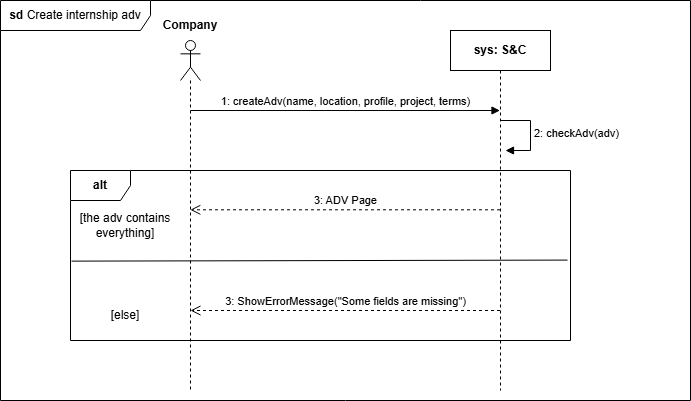 sd Create internship adv
Company
sys: S&C
1: createAdv(name, location, profile, project, terms)
2: checkAdv(adv)
alt
3: ADV Page
[the adv contains
everything]
3: ShowErrorMessage("Some fields are missing")
[else]